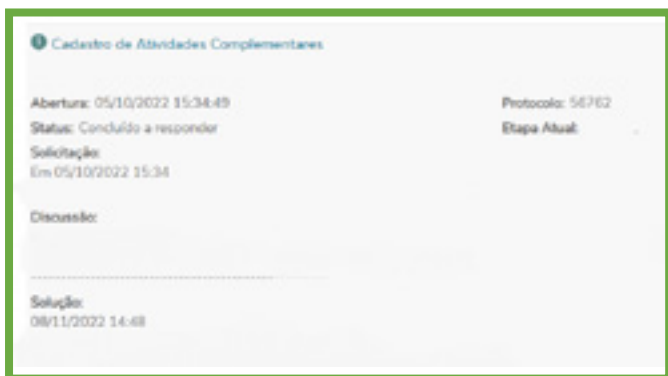 Cadastro de Atividades Complementares
Abertura: 05/10/2022 15:34:49
Protocolo: 56762
Status: Concluído a responder
Etapa Atual:
Solicitação:
Em 05/10/2022 15:34
Discussão:
Solução:
08/11/2022 14:48